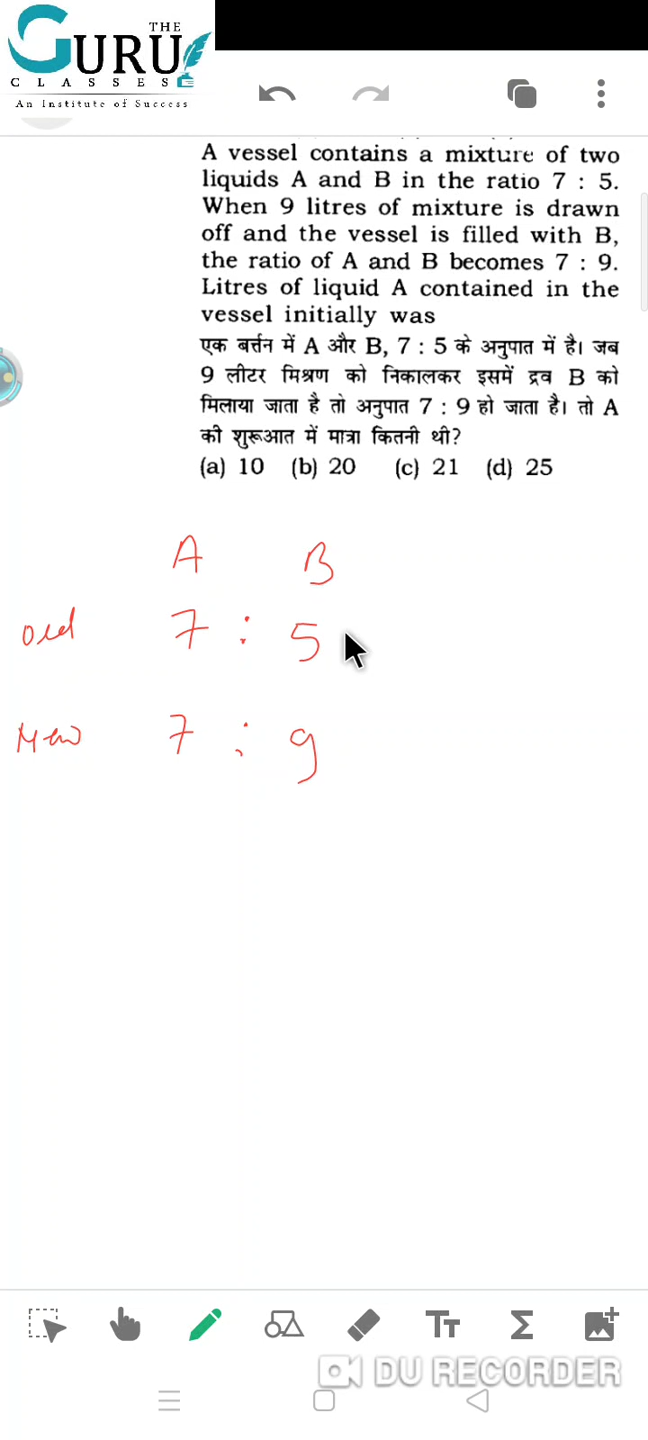 THE
GURU
CLASSES
An Institute of Success
A vessel contains a mixture of two
liquids A and B in the ratio 7 : 5.
When 9 litres of mixture is drawn
off and the vessel is filled with B,
the ratio of A and B becomes 7 : 9.
Litres of liquid A contained in the
vessel initially was
एक बर्त्तन में A और B, 7 : 5 के अनुपात में है। जब
9 लीटर मिश्रण को निकालकर इसमें द्रव B को
मिलाया जाता है तो अनुपात 7 : 9 हो जाता है। तो A
की शुरूआत में मात्रा कितनी थी?
(a) 10 (b) 20 (c) 21 (d) 25
A B
Old 7 : 5
New 7 : 9
Tт Σ
DU RECORDER